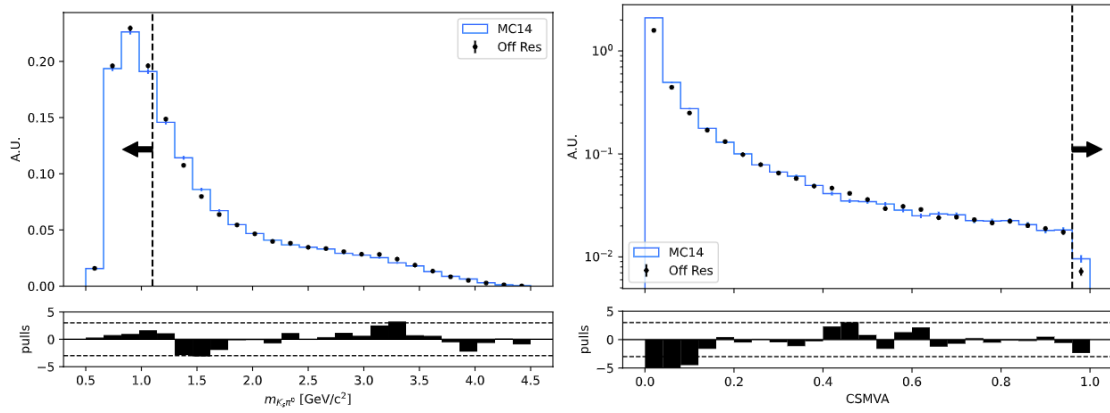 MC14
Off Res
A.U.
0.20
0.15
0.10
0.05
0.00
pulls
5
0
−5
0.5 1.0 1.5 2.0 2.5 3.0 3.5 4.0 4.5
m_{K_sπ^0} [GeV/c²]
A.U.
10⁰
10⁻¹
10⁻²
MC14
Off Res
pulls
5
0
−5
0.0 0.2 0.4 0.6 0.8 1.0
CSMVA